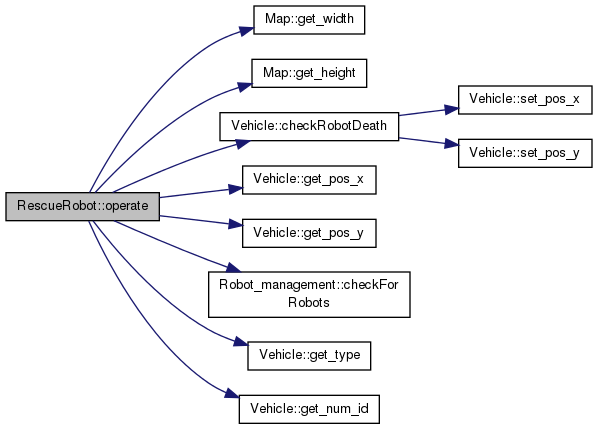 Map::get_width
Map::get_height
Vehicle::set_pos_x
Vehicle::checkRobotDeath
Vehicle::set_pos_y
Vehicle::get_pos_x
RescueRobot::operate
Vehicle::get_pos_y
Robot_management::checkFor
Robots
Vehicle::get_type
Vehicle::get_num_id